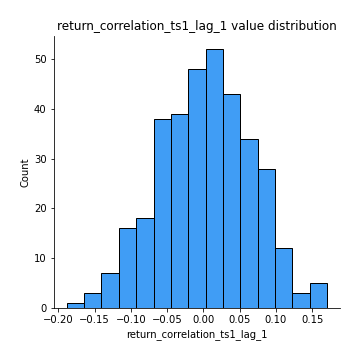 return_correlation_ts1_lag_1 value distribution
50
40
30
20
10
0
Count
−0.20 −0.15 −0.10 −0.05 0.00 0.05 0.10 0.15
return_correlation_ts1_lag_1